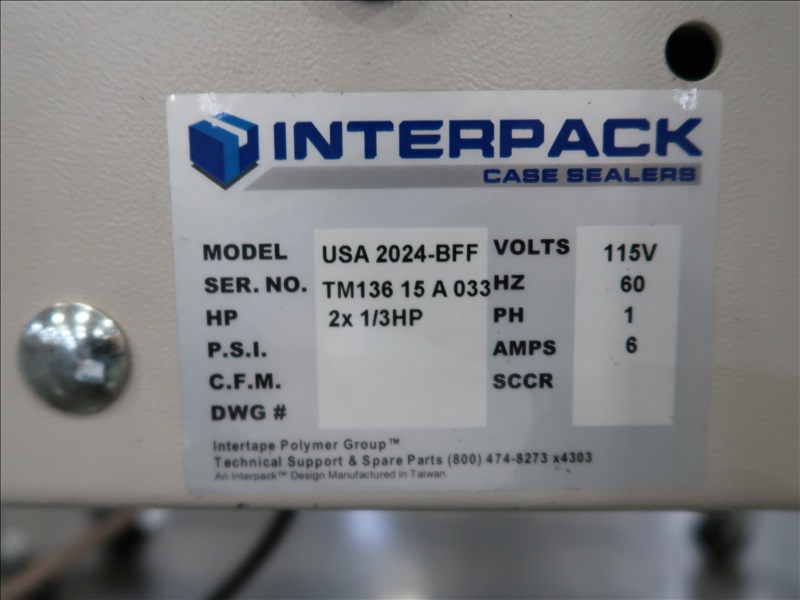 INTERPACK
CASE SEALERS
MODEL USA 2024-BFF VOLTS 115V
SER. NO. TM136 15 A 033 HZ 60
HP 2x 1/3HP PH 1
P.S.I. AMPS 6
C.F.M. SCCR
DWG #
Intertape Polymer Group™
Technical Support & Spare Parts (800) 474-8273 x4303
An Interpack™ Design Manufactured in Taiwan.